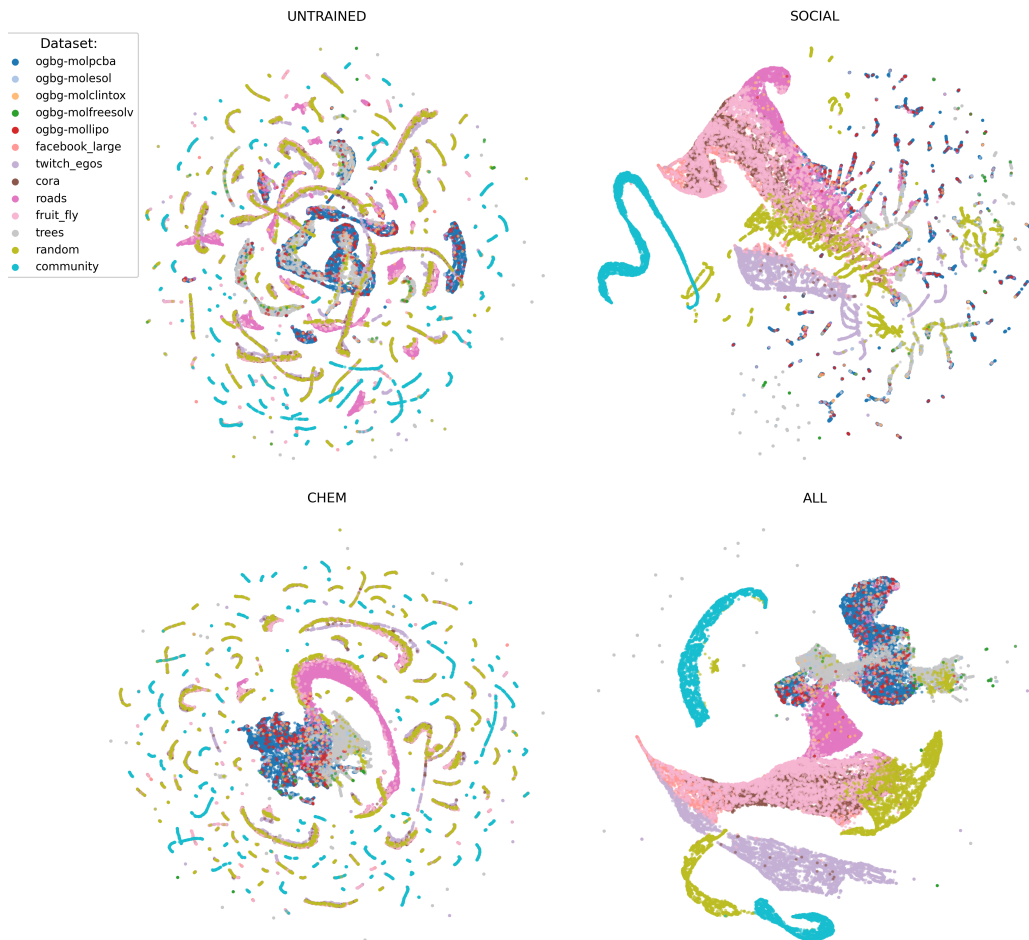 UNTRAINED
SOCIAL
Dataset:
ogbg-molpcba
ogbg-molesol
ogbg-molclintox
ogbg-molfreesolv
ogbg-mollipo
facebook_large
twitch_egos
cora
roads
fruit_fly
trees
random
community
CHEM
ALL